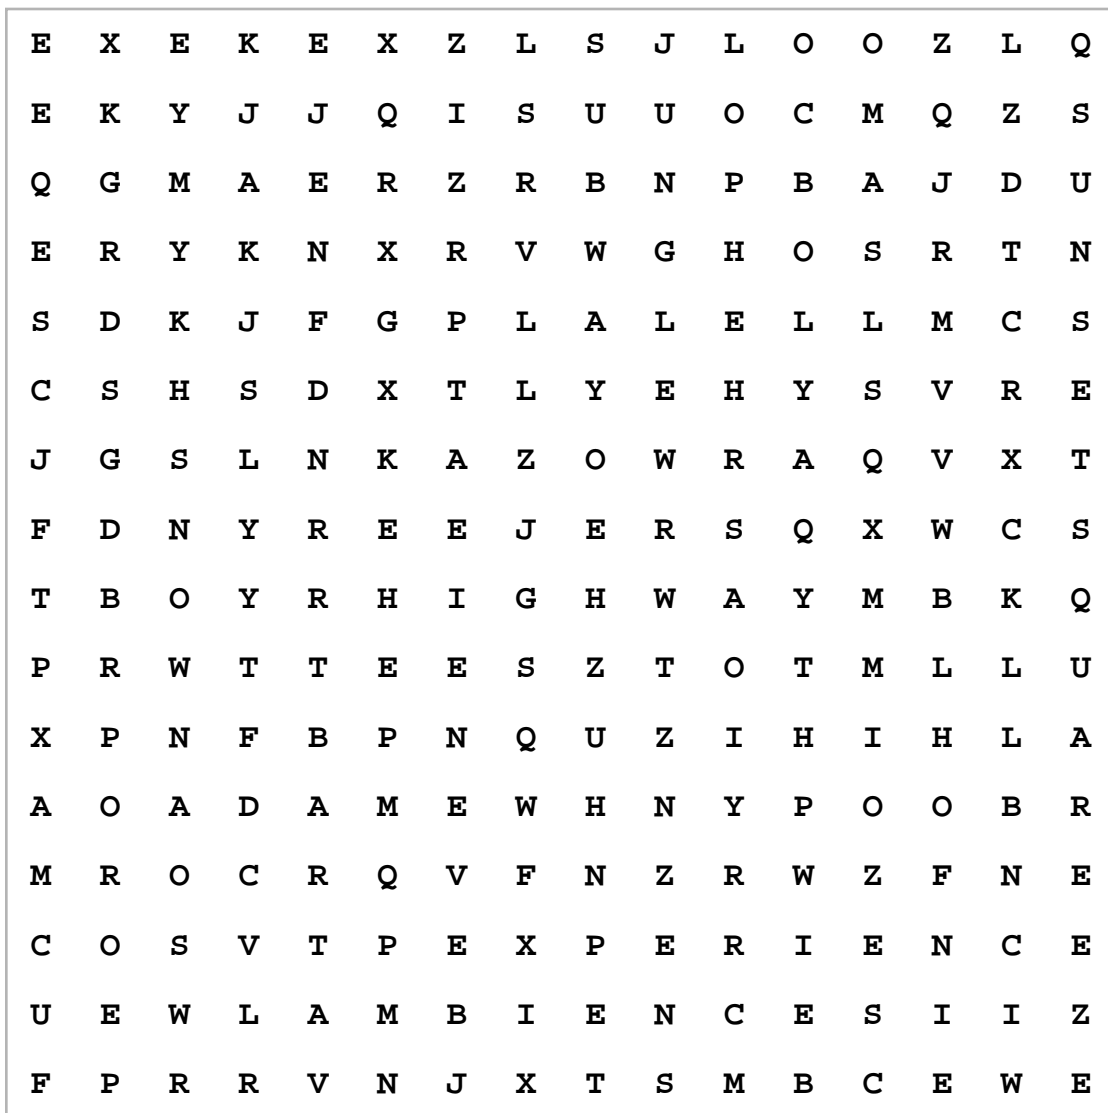 E X E K E X Z L S J L O O Z L Q
E K Y J J Q I S U U O C M Q Z S
Q G M A E R Z R B N P B A J D U
E R Y K N X R V W G H O S R T N
S D K J F G P L A L E L L M C S
C S H S D X T L Y E H Y S V R E
J G S L N K A Z O W R A Q V X T
F D N Y R E E J E R S Q X W C S
T B O Y R H I G H W A Y M B K Q
P R W T T E E S Z T O T M L L U
X P N F B P N Q U Z I H I H L A
A O A D A M E W H N Y P O O B R
M R O C R Q V F N Z R W Z F N E
C O S V T P E X P E R I E N C E
U E W L A M B I E N C E S I I Z
F P R R V N J X T S M B C E W E